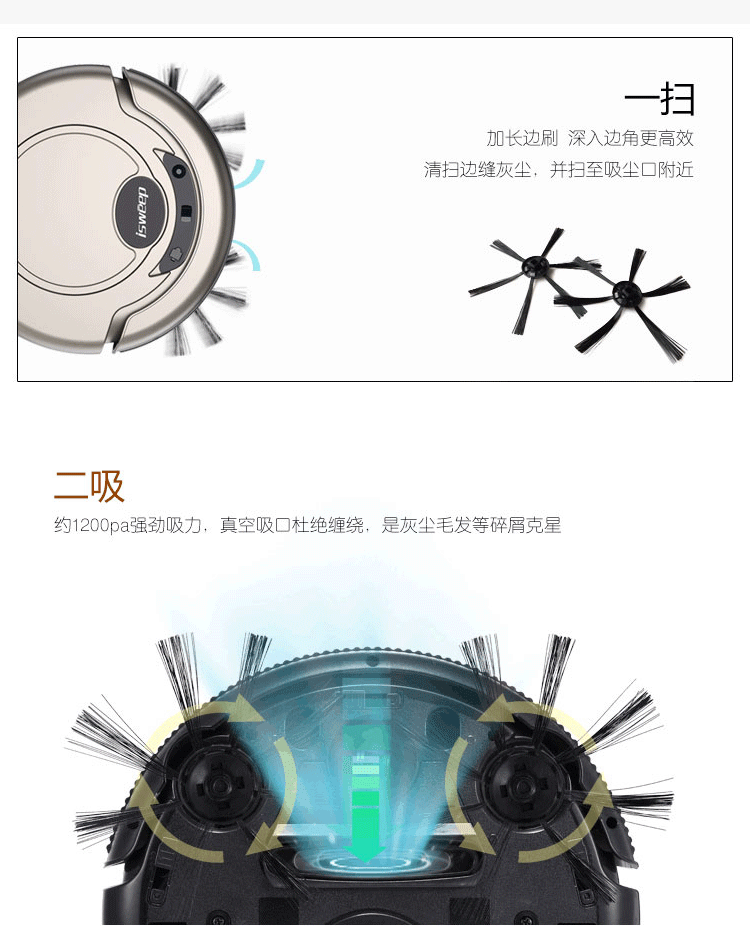 一扫
加长边刷 深入边角更高效
清扫边缝灰尘，并扫至吸尘口附近
isweep
二吸
约1200pa强劲吸力，真空吸口杜绝缠绕，是灰尘毛发等碎屑克星